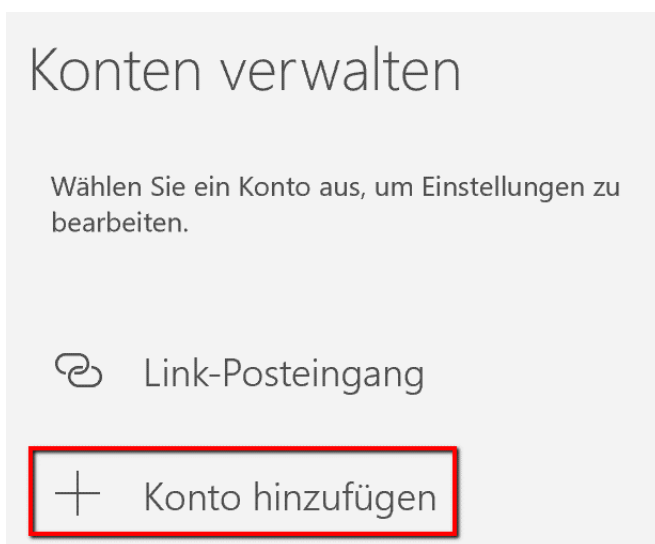 Konten verwalten
Wählen Sie ein Konto aus, um Einstellungen zu
bearbeiten.
Link-Posteingang
Konto hinzufügen